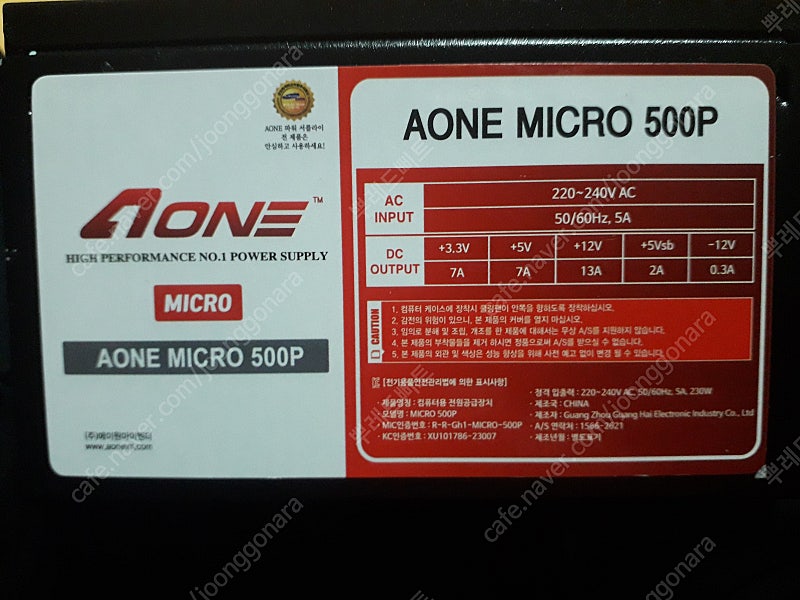 AONE 파워 서플라이
전 제품은
안심하고 사용하세요!
AONE™
HIGH PERFORMANCE NO.1 POWER SUPPLY
MICRO
AONE MICRO 500P
(주)에이원아이앤디
AONE MICRO 500P
AC INPUT
220~240V AC
50/60Hz, 5A
DC OUTPUT
+3.3V +5V +12V +5Vsb -12V
7A 7A 13A 2A 0.3A
CAUTION
1. 컴퓨터 케이스에 장착시 쿨링팬이 안쪽을 향하도록 장착하십시오.
2. 감전의 위험이 있으니, 본 제품의 커버를 열지 마십시오.
3. 임의로 분해 및 조립, 개조를 한 제품에 대해서는 무상 A/S를 지원하지 않습니다.
4. 본 제품의 부착물들을 제거 하시면 정품으로써 A/S를 받으실 수 없습니다.
5. 본 제품의 외관 및 색상은 성능 향상을 위해 사전 예고 없이 변경 될 수 있습니다.
[전기용품안전관리법에 의한 표시사항]
· 제품명칭 : 컴퓨터용 전원공급장치
· 모델명 : MICRO 500P
· MIC인증번호 : R-R-Gh1-MICRO-500P
· KC인증번호 : XU101786-23007
· 정격 입출력 : 220~240V AC, 50/60Hz, 5A, 230W
· 제조국 : CHINA
· 제조자 : Guang Zhou Guang Hai Electronic Industry Co., Ltd
· A/S 연락처 : 1566-2621
· 제조년월 : 별도표기
cafe.naver.com/joonggonara
뿌레드빼트